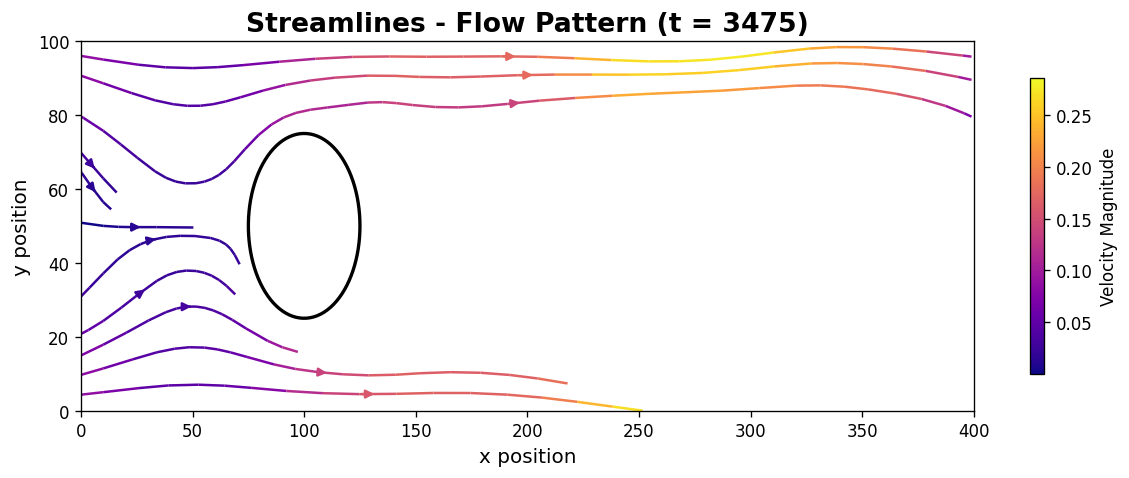 Streamlines - Flow Pattern (t = 3475)
100
80
60
40
20
0
y position
0 50 100 150 200 250 300 350 400
x position
0.25
0.20
0.15
0.10
0.05
Velocity Magnitude